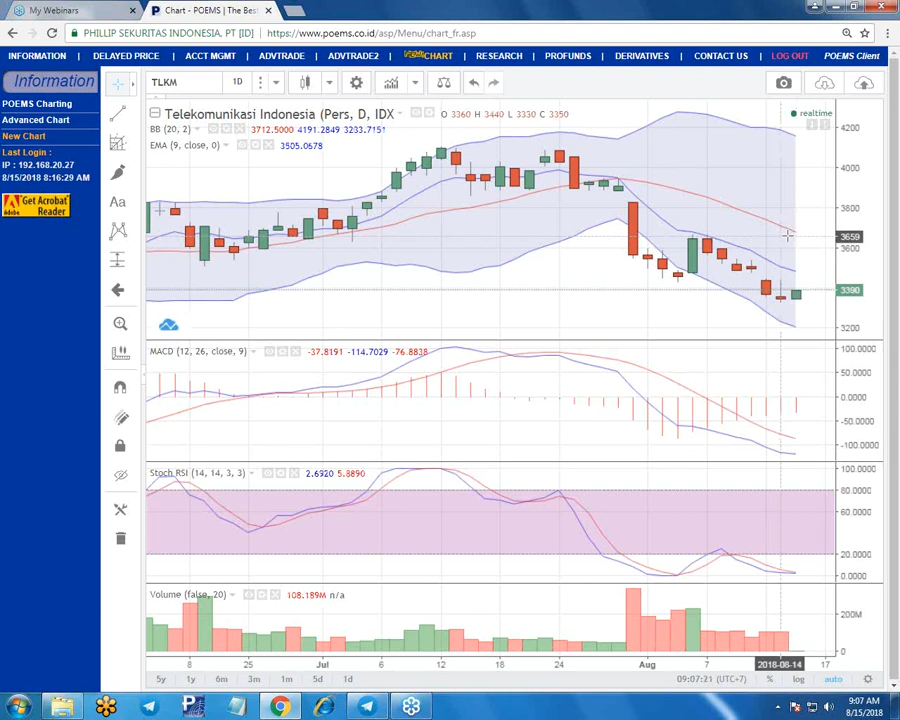 My Webinars
Chart - POEMS | The Bes
PHILLIP SEKURITAS INDONESIA, PT [ID] https://www.poems.co.id/asp/Menu/chart_fr.asp
INFORMATION DELAYED PRICE ACCT MGMT ADVTRADE ADVTRADE2 CHART RESEARCH PROFUNDS DERIVATIVES CONTACT US LOG OUT POEMS Client
Information
POEMS Charting
Advanced Chart
New Chart
Last Login :
IP : 192.168.20.27
8/15/2018 8:16:29 AM
Get Acrobat
Reader
TLKM 1D
Aa
Telekomunikasi Indonesia (Pers, D, IDX O 3360 H 3440 L 3330 C 3350
realtime
BB (20, 2) 3712.5000 4191.2849 3233.7151
EMA (9, close, 0) 3505.0678
4200
4000
3800
3659
3600
3390
3200
MACD (12, 26, close, 9) -37.8191 -114.7029 -76.8838
100.0000
50.0000
0.0000
-50.0000
-100.0000
Stoch RSI (14, 14, 3, 3) 2.6920 5.8890
100.0000
80.0000
60.0000
20.0000
0.0000
Volume (false, 20) 108.189M n/a
200M
0
8 25 Jul 6 12 18 24 Aug 7 2018-08-14 17
5y 1y 6m 3m 1m 5d 1d 09:07:21 (UTC+7) % log auto
9:07 AM
8/15/2018